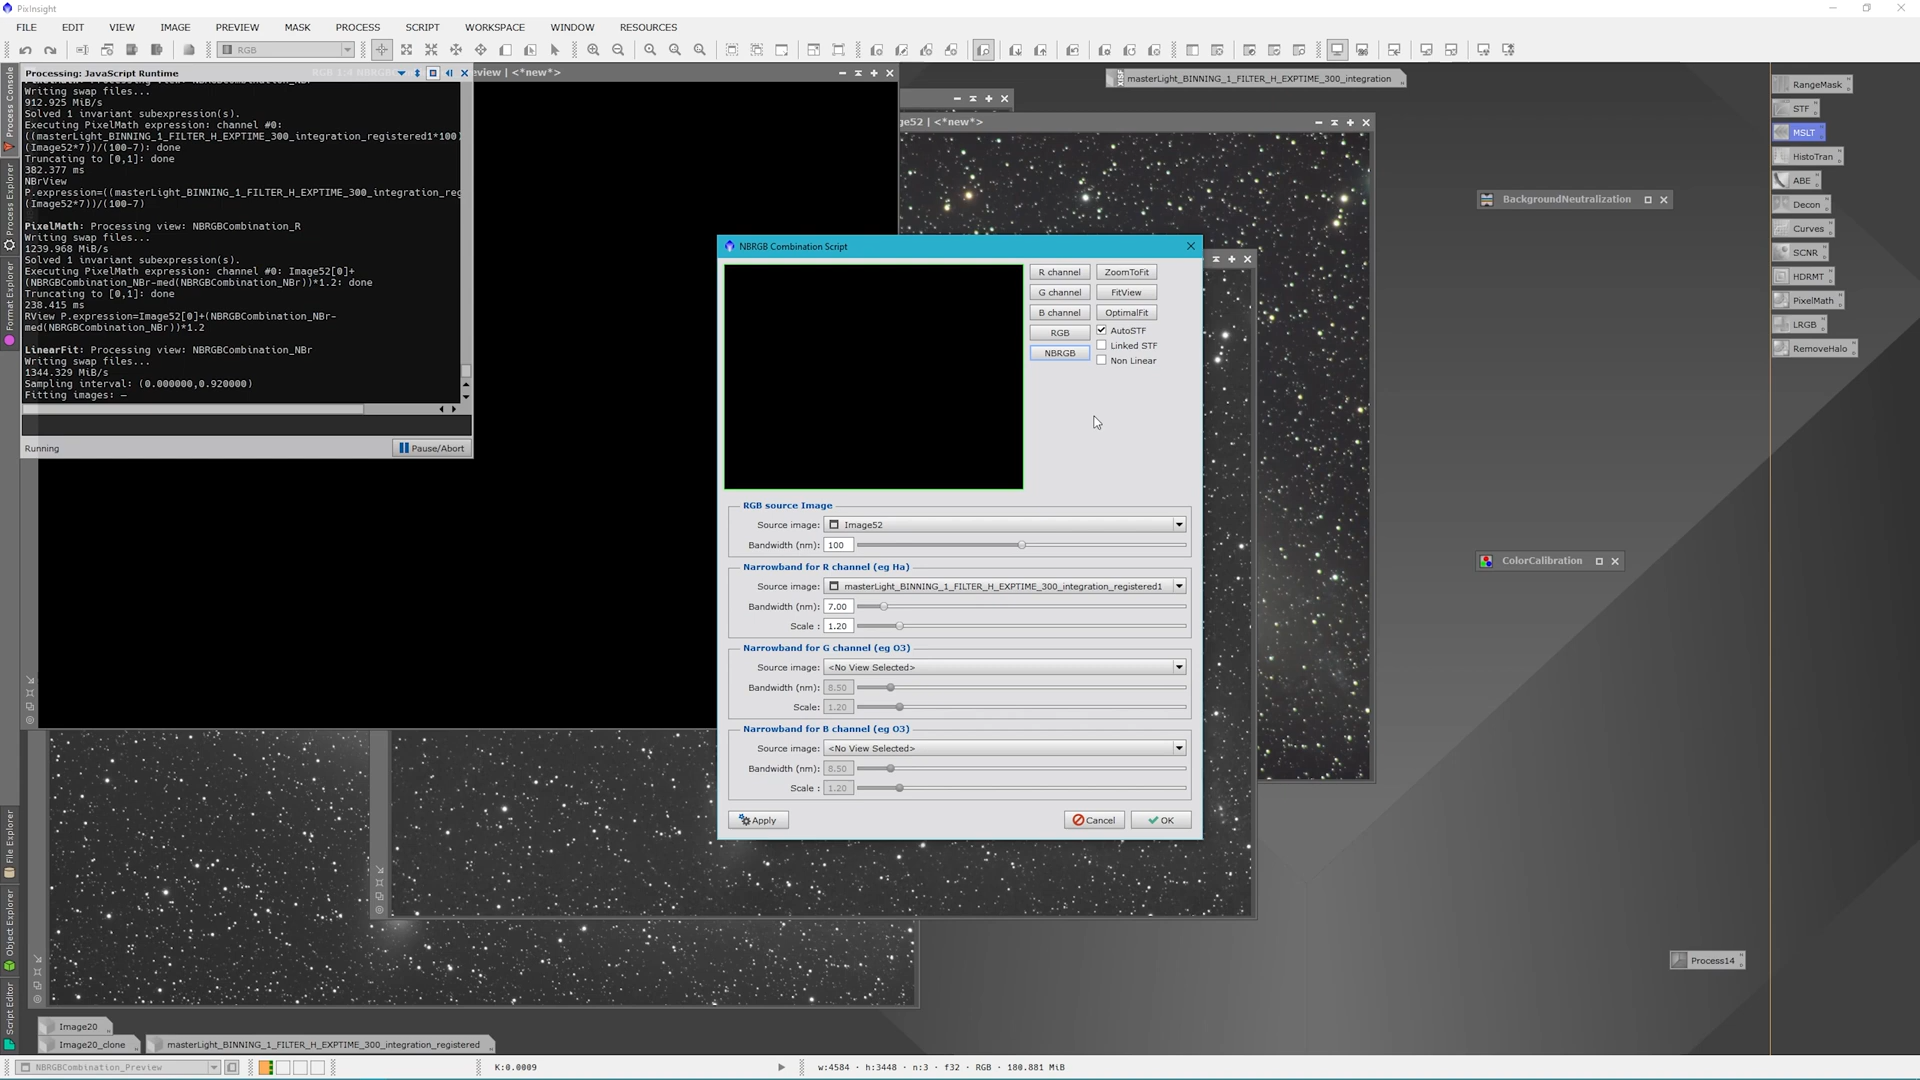 PixInsight
FILE EDIT VIEW IMAGE PREVIEW MASK PROCESS SCRIPT WORKSPACE WINDOW RESOURCES
RGB
Processing: JavaScript Runtime
eview | <*new*>
masterLight_BINNING_1_FILTER_H_EXPTIME_300_integration
Writing swap files...
912.925 MiB/s
Solved 1 invariant subexpression(s).
Executing PixelMath expression: channel #0:
((masterLight_BINNING_1_FILTER_H_EXPTIME_300_integration_registered1*100)
(Image52*7))/(100-7): done
Truncating to [0,1]: done
382.377 ms
NBrView
P.expression=((masterLight_BINNING_1_FILTER_H_EXPTIME_300_integration_reg
(Image52*7))/(100-7)
PixelMath: Processing view: NBRGBCombination_R
Writing swap files...
1239.968 MiB/s
Solved 1 invariant subexpression(s).
Executing PixelMath expression: channel #0: Image52[0]+
(NBRGBCombination_NBr-med(NBRGBCombination_NBr))*1.2: done
Truncating to [0,1]: done
238.415 ms
RView P.expression=Image52[0]+(NBRGBCombination_NBr-
med(NBRGBCombination_NBr))*1.2
LinearFit: Processing view: NBRGBCombination_NBr
Writing swap files...
1344.329 MiB/s
Sampling interval: (0.000000,0.920000)
Fitting images: —
Running
Pause/Abort
Process Console
Process Explorer
Format Explorer
File Explorer
Object Explorer
Script Editor
ge52 | <*new*>
NBRGB Combination Script
R channel ZoomToFit
G channel FitView
B channel OptimalFit
RGB AutoSTF
Linked STF
NBRGB Non Linear
RGB source Image
Source image: Image52
Bandwidth (nm): 100
Narrowband for R channel (eg Ha)
Source image: masterLight_BINNING_1_FILTER_H_EXPTIME_300_integration_registered1
Bandwidth (nm): 7.00
Scale : 1.20
Narrowband for G channel (eg O3)
Source image: <No View Selected>
Bandwidth (nm): 8.50
Scale: 1.20
Narrowband for B channel (eg O3)
Source image: <No View Selected>
Bandwidth (nm): 8.50
Scale : 1.20
Apply Cancel OK
BackgroundNeutralization
ColorCalibration
RangeMask
STF
MSLT
HistoTran
ABE
Decon
Curves
SCNR
HDRMT
PixelMath
LRGB
RemoveHalo
Process14
Image20
Image20_clone
masterLight_BINNING_1_FILTER_H_EXPTIME_300_integration_registered
NBRGBCombination_Preview
K:0.0009
w:4584 · h:3448 · n:3 · f32 · RGB · 180.881 MiB